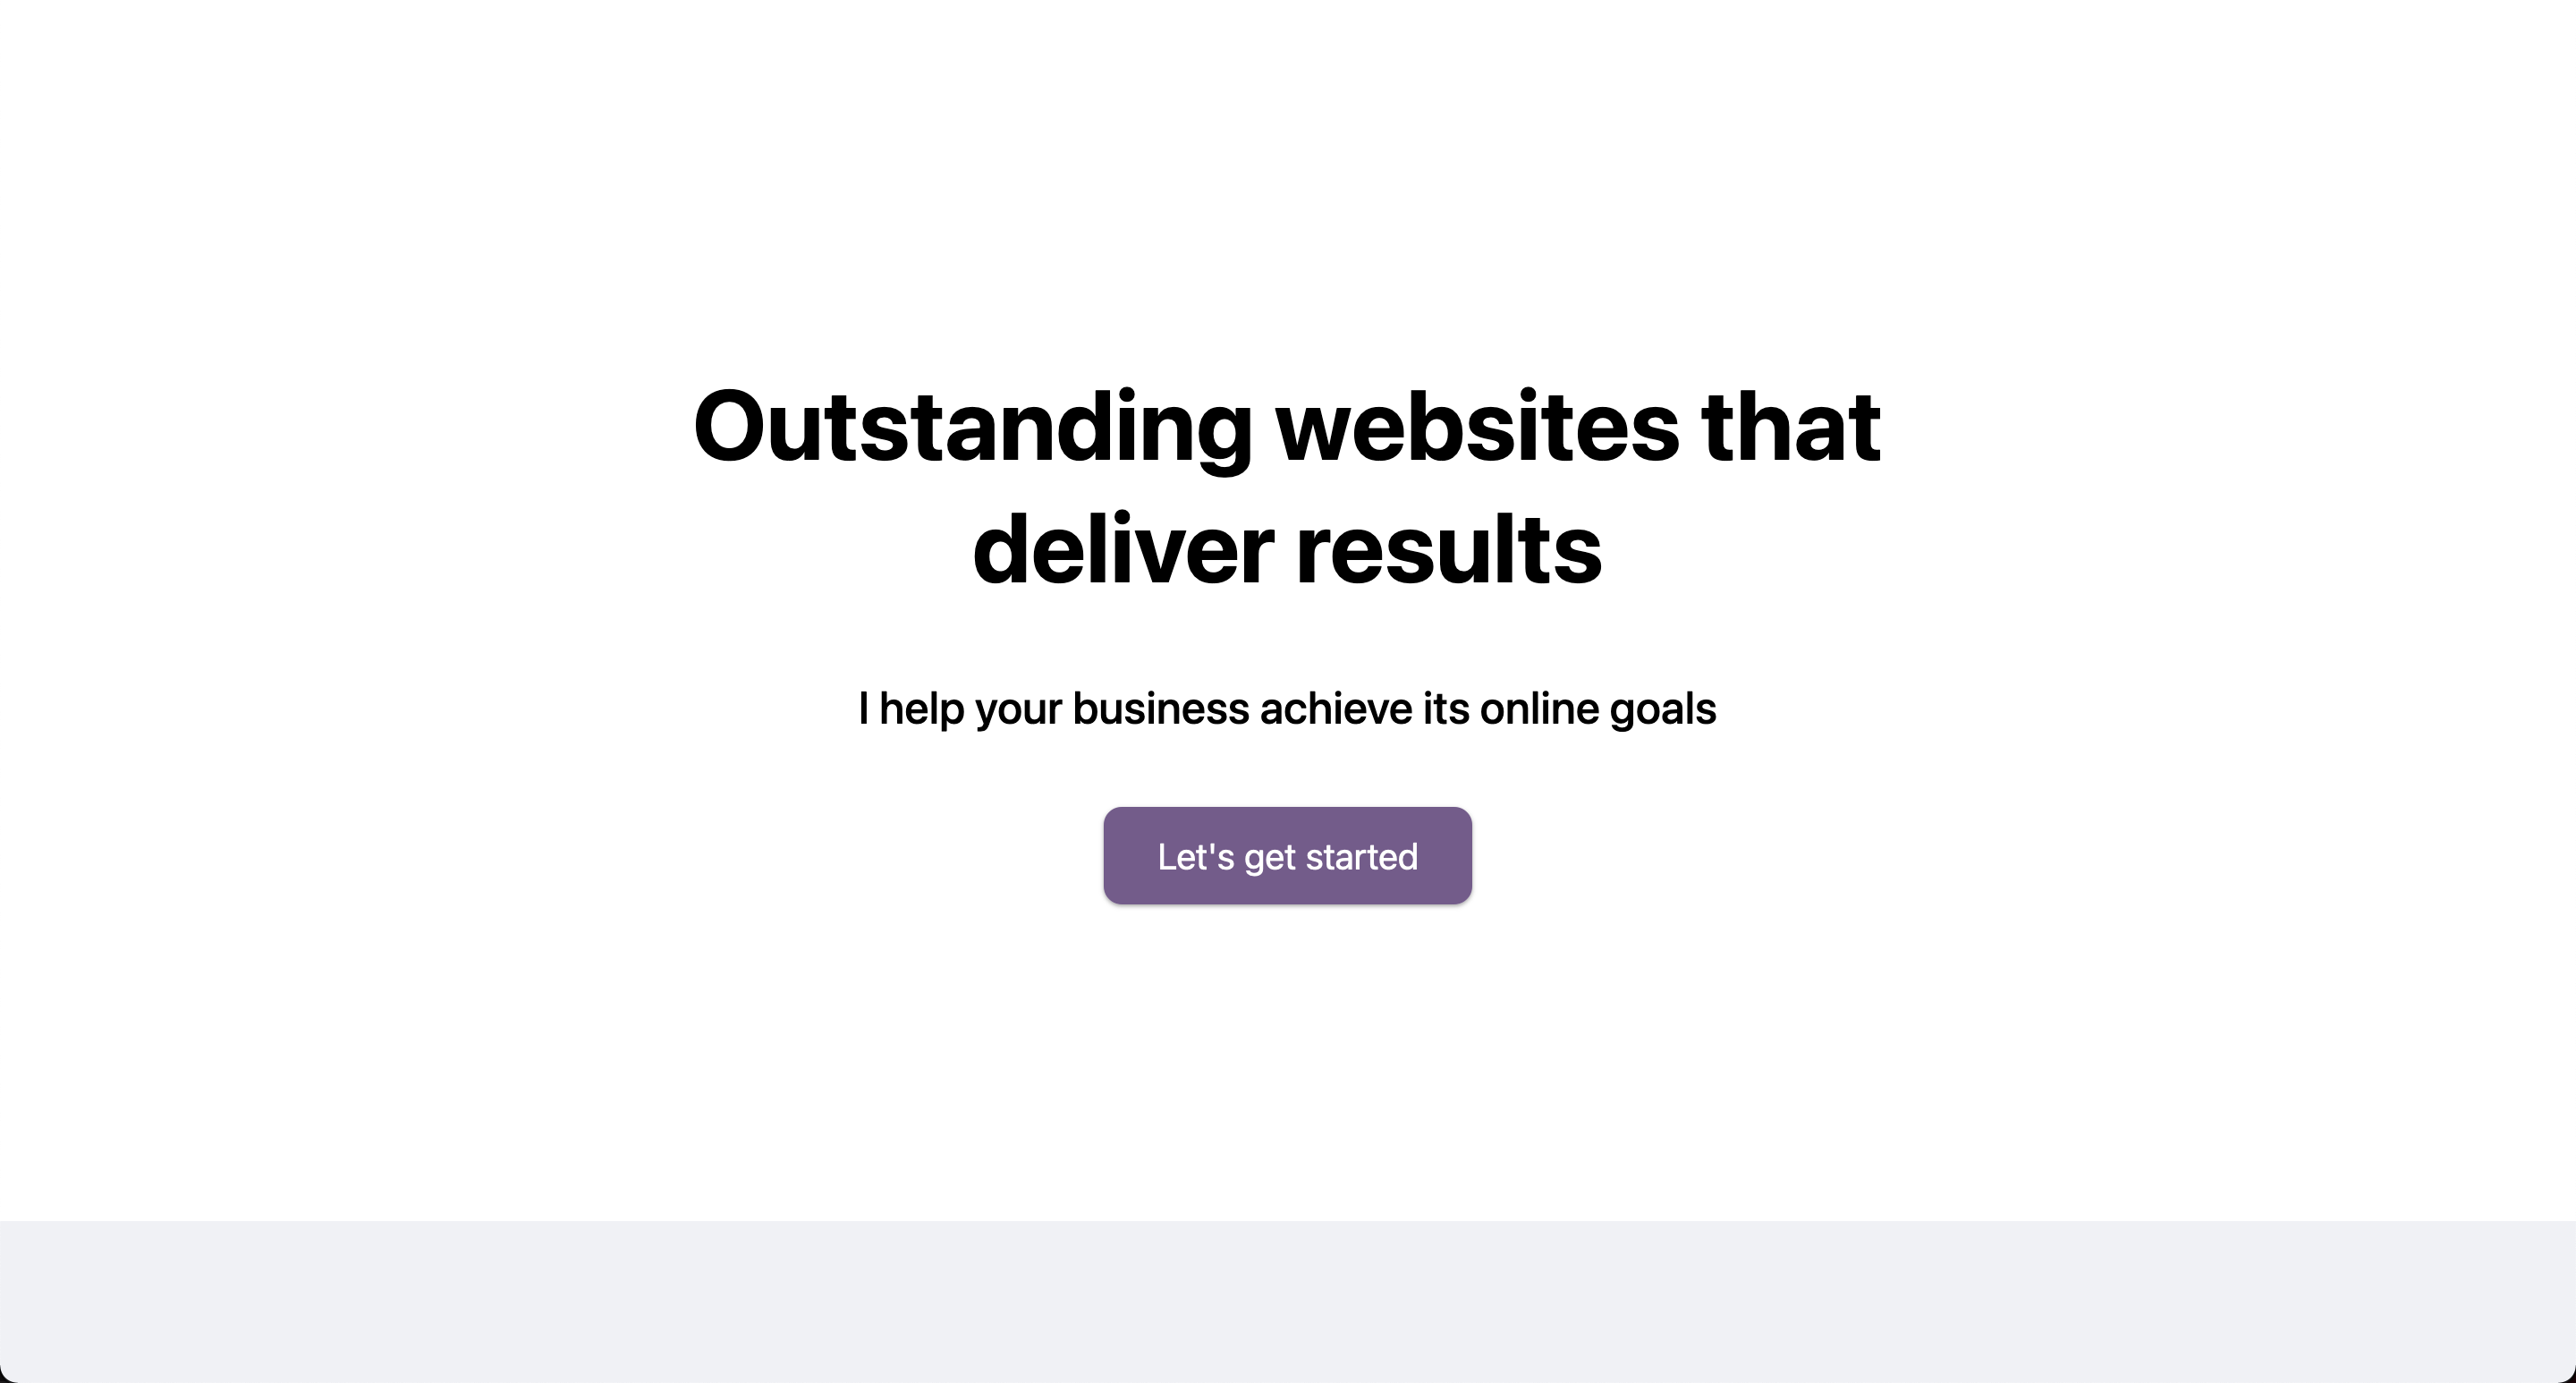 Outstanding websites that
deliver results
I help your business achieve its online goals
Let's get started